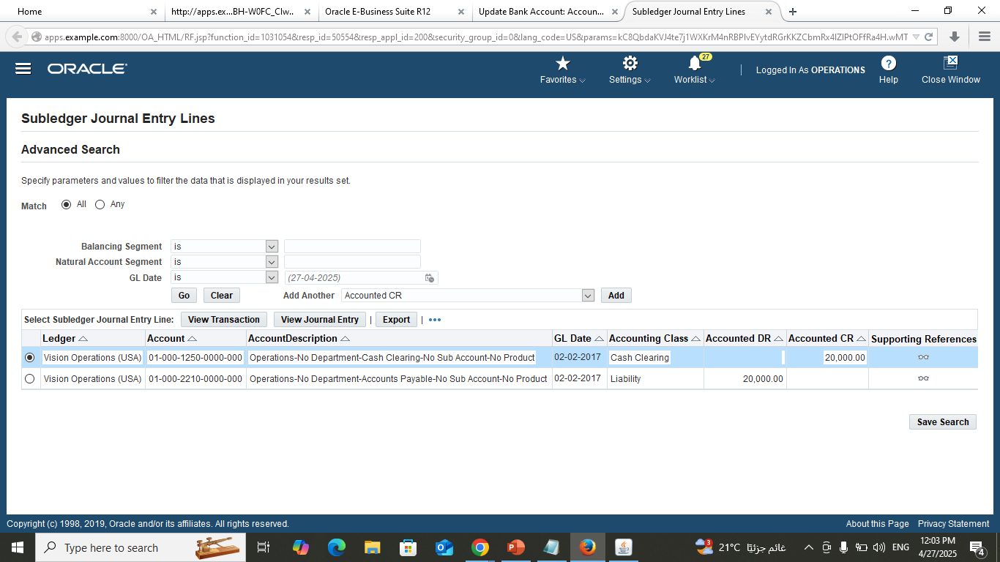 Home http://apps.ex...BH-W0FC_Clw.. Oracle E-Business Suite R12 Update Bank Account: Accoun... Subledger Journal Entry Lines
apps.example.com:8000/OA_HTML/RF.jsp?function_id=1031054&resp_id=50554&resp_appl_id=200&security_group_id=0&lang_code=US&params=kC8QbdaKVJ4te7j1WXKrM4nRBPlvEYytdRGrKKZCbmRx4lZlPtOFfRa4H.wMT
ORACLE
27
Favorites Settings Worklist Logged In As OPERATIONS Help Close Window
Subledger Journal Entry Lines
Advanced Search
Specify parameters and values to filter the data that is displayed in your results set.
Match All Any
Balancing Segment is
Natural Account Segment is
GL Date is (27-04-2025)
Go Clear Add Another Accounted CR Add
Select Subledger Journal Entry Line: View Transaction View Journal Entry | Export | •••
Ledger Account AccountDescription GL Date Accounting Class Accounted DR Accounted CR Supporting References
Vision Operations (USA) 01-000-1250-0000-000 Operations-No Department-Cash Clearing-No Sub Account-No Product 02-02-2017 Cash Clearing 20,000.00
Vision Operations (USA) 01-000-2210-0000-000 Operations-No Department-Accounts Payable-No Sub Account-No Product 02-02-2017 Liability 20,000.00
Save Search
Copyright (c) 1998, 2019, Oracle and/or its affiliates. All rights reserved. About this Page Privacy Statement
Type here to search 3 21°C غائم جزئيًا ENG 12:03 PM
4/27/2025 4